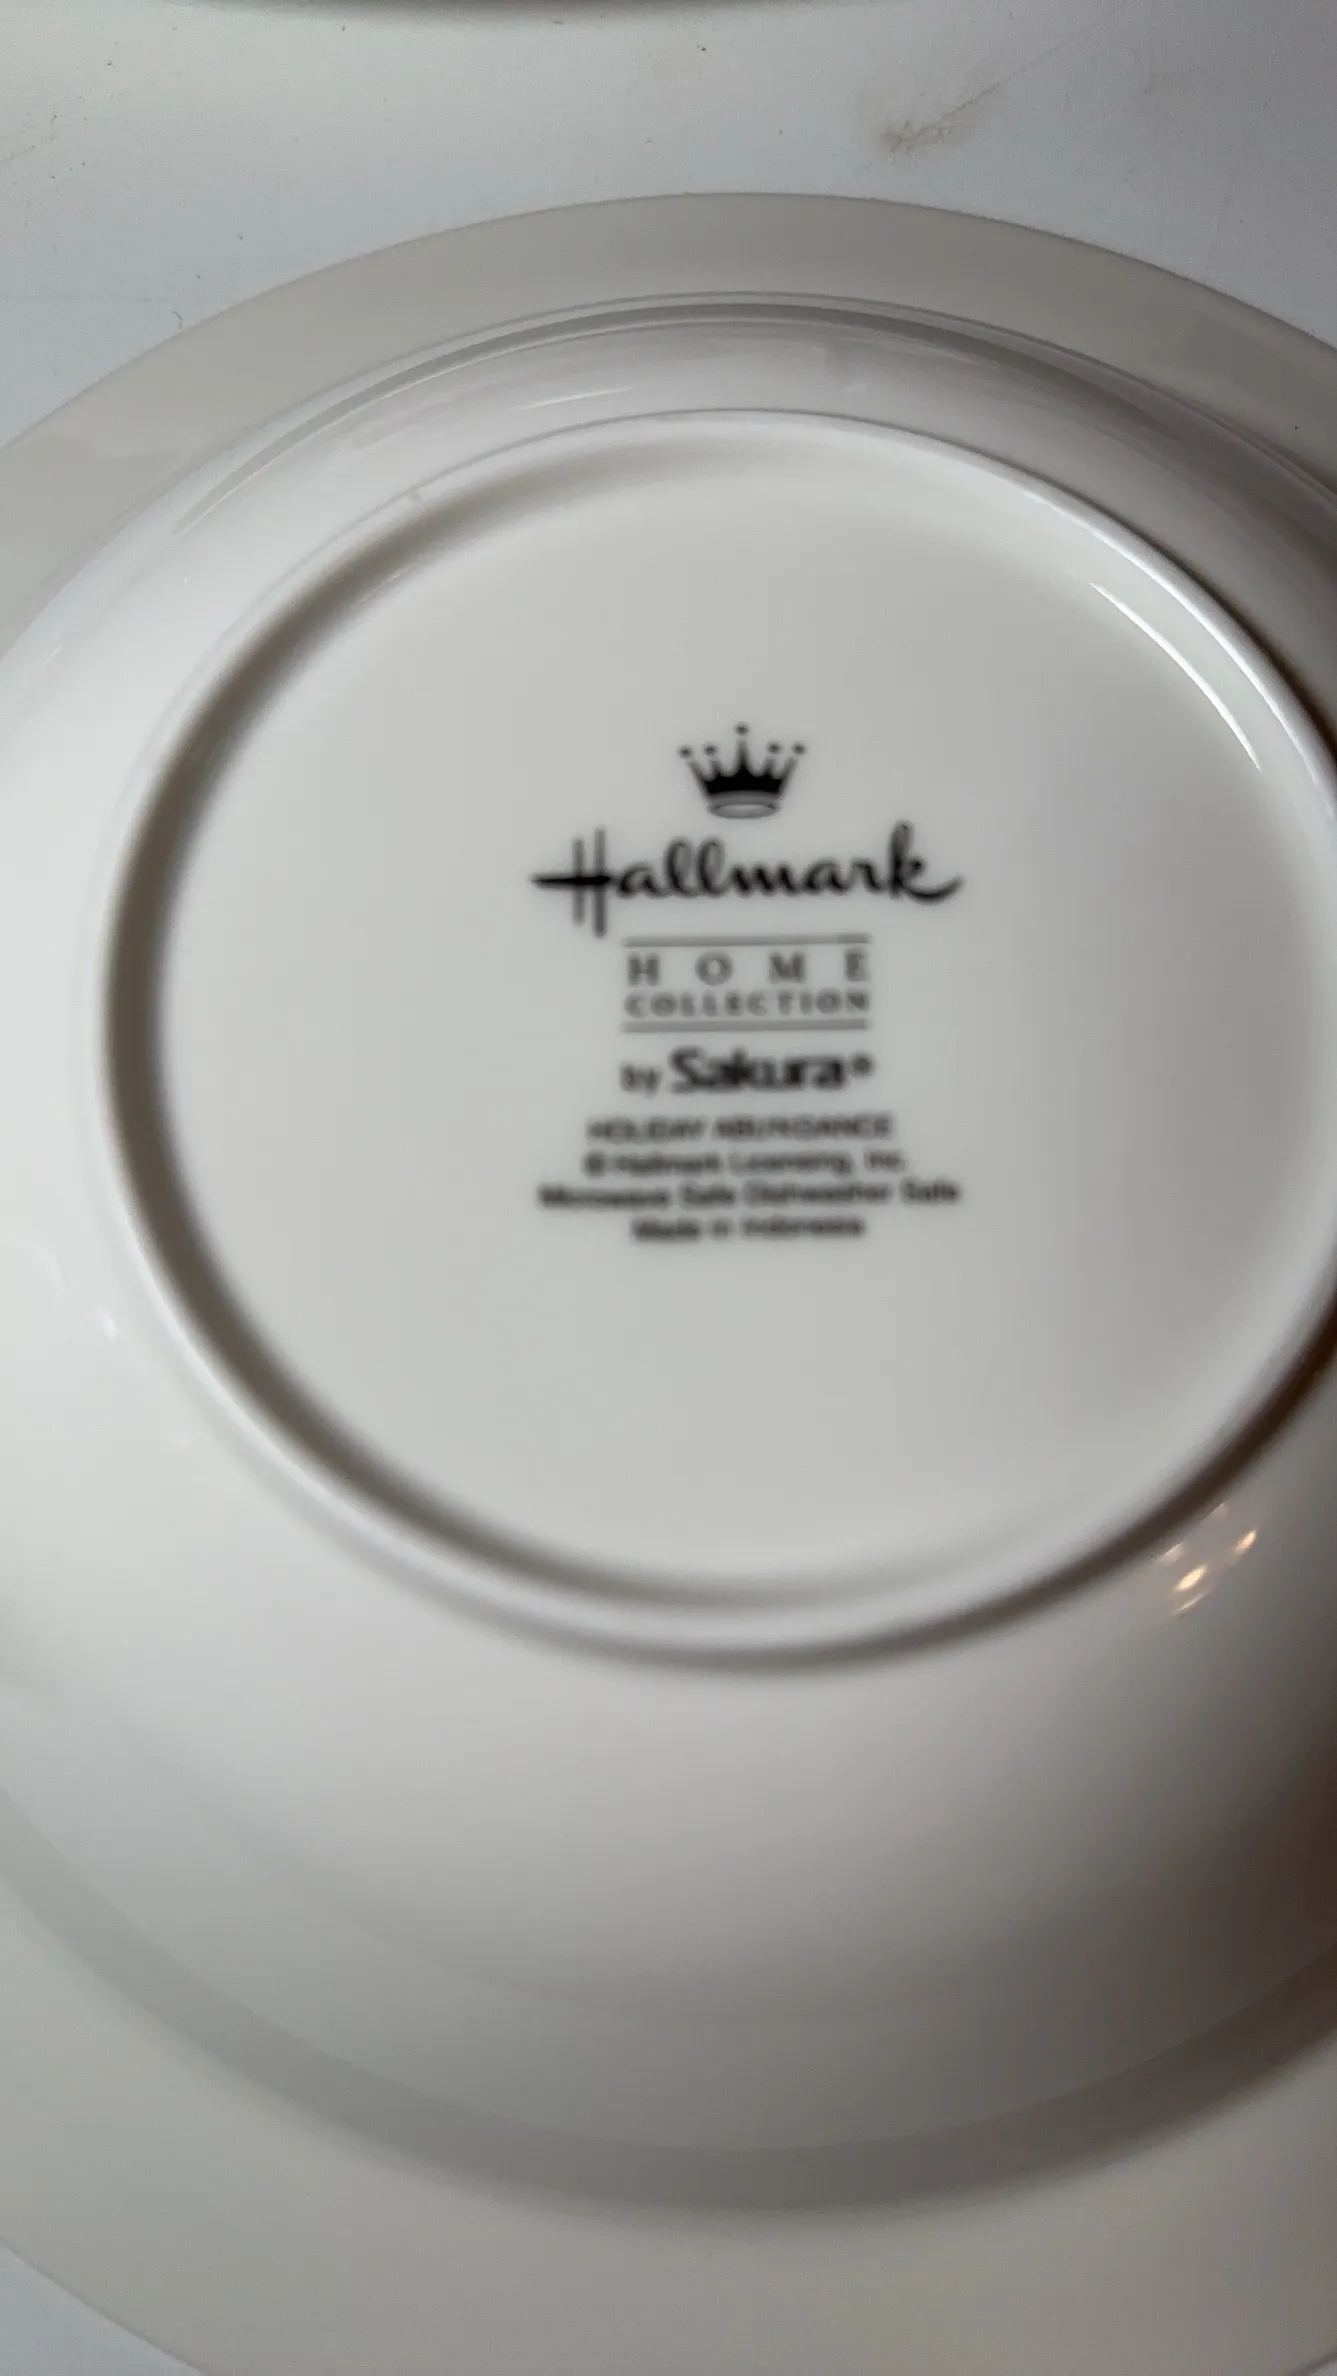 Hallmark
HOME
COLLECTION
by Sakura®
HOLIDAY ABUNDANCE
© Hallmark Licensing, Inc.
Microwave Safe Dishwasher Safe
Made in Indonesia